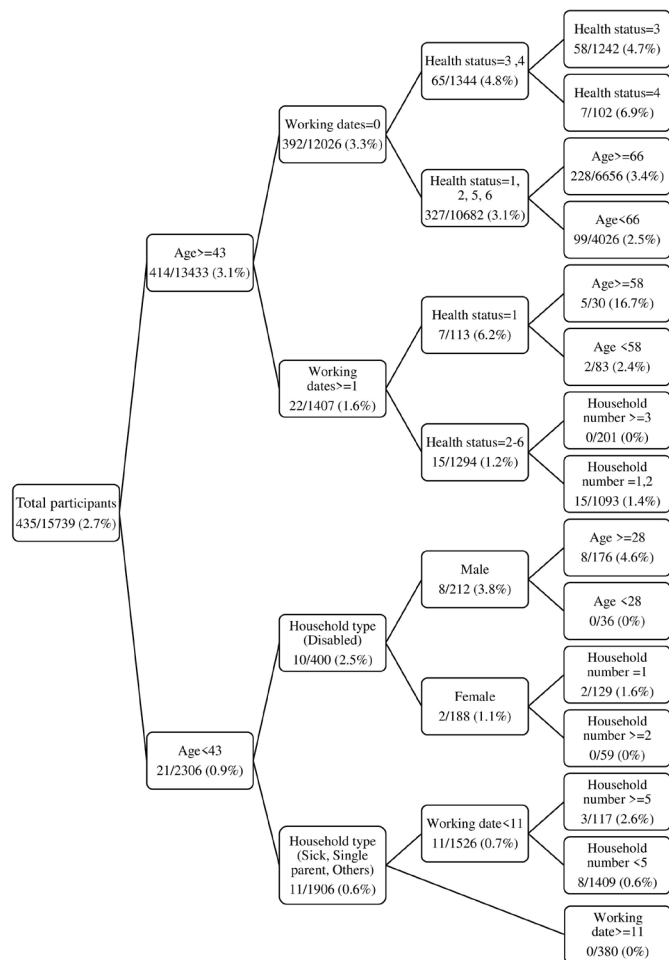 Total participants
435/15739 (2.7%)
Age>=43
414/13433 (3.1%)
Age<43
21/2306 (0.9%)
Working dates=0
392/12026 (3.3%)
Working
dates>=1
22/1407 (1.6%)
Household type
(Disabled)
10/400 (2.5%)
Household type
(Sick, Single
parent, Others)
11/1906 (0.6%)
Health status=3 ,4
65/1344 (4.8%)
Health status=1,
2, 5, 6
327/10682 (3.1%)
Health status=1
7/113 (6.2%)
Health status=2-6
15/1294 (1.2%)
Male
8/212 (3.8%)
Female
2/188 (1.1%)
Working date<11
11/1526 (0.7%)
Health status=3
58/1242 (4.7%)
Health status=4
7/102 (6.9%)
Age>=66
228/6656 (3.4%)
Age<66
99/4026 (2.5%)
Age>=58
5/30 (16.7%)
Age <58
2/83 (2.4%)
Household
number >=3
0/201 (0%)
Household
number =1,2
15/1093 (1.4%)
Age >=28
8/176 (4.6%)
Age <28
0/36 (0%)
Household
number =1
2/129 (1.6%)
Household
number >=2
0/59 (0%)
Household
number >=5
3/117 (2.6%)
Household
number <5
8/1409 (0.6%)
Working
date>=11
0/380 (0%)